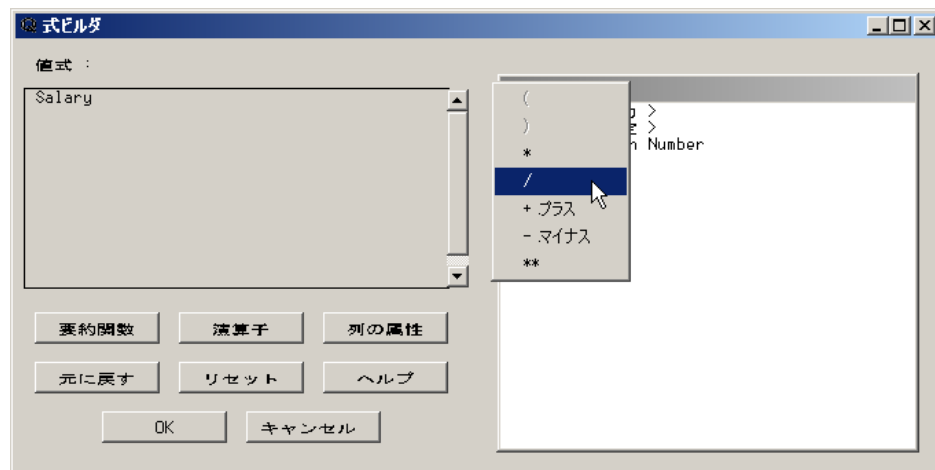 式ビルダ
値式 :
Salary
(
)
*
/
+ プラス
- マイナス
**
>
>
Number
要約関数
演算子
列の属性
元に戻す
リセット
ヘルプ
OK
キャンセル